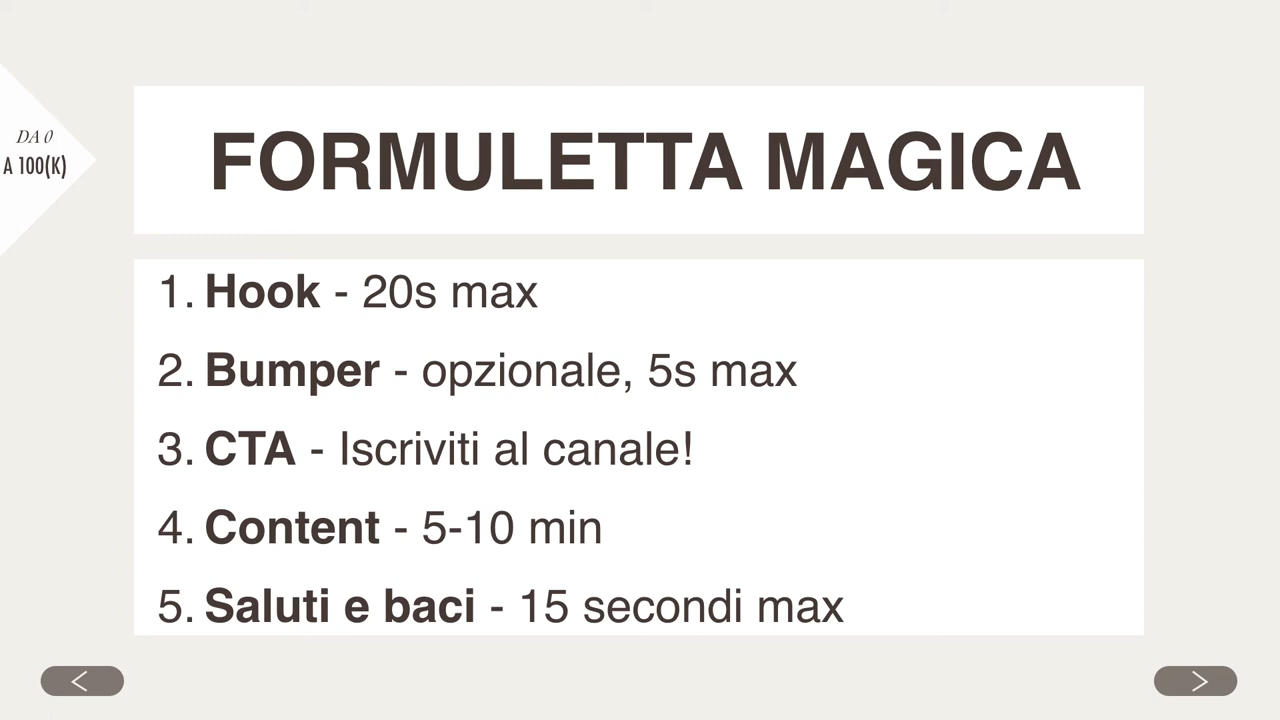 DA 0
A 100(K)
FORMULETTA MAGICA
1. Hook - 20s max
2. Bumper - opzionale, 5s max
3. CTA - Iscriviti al canale!
4. Content - 5-10 min
5. Saluti e baci - 15 secondi max